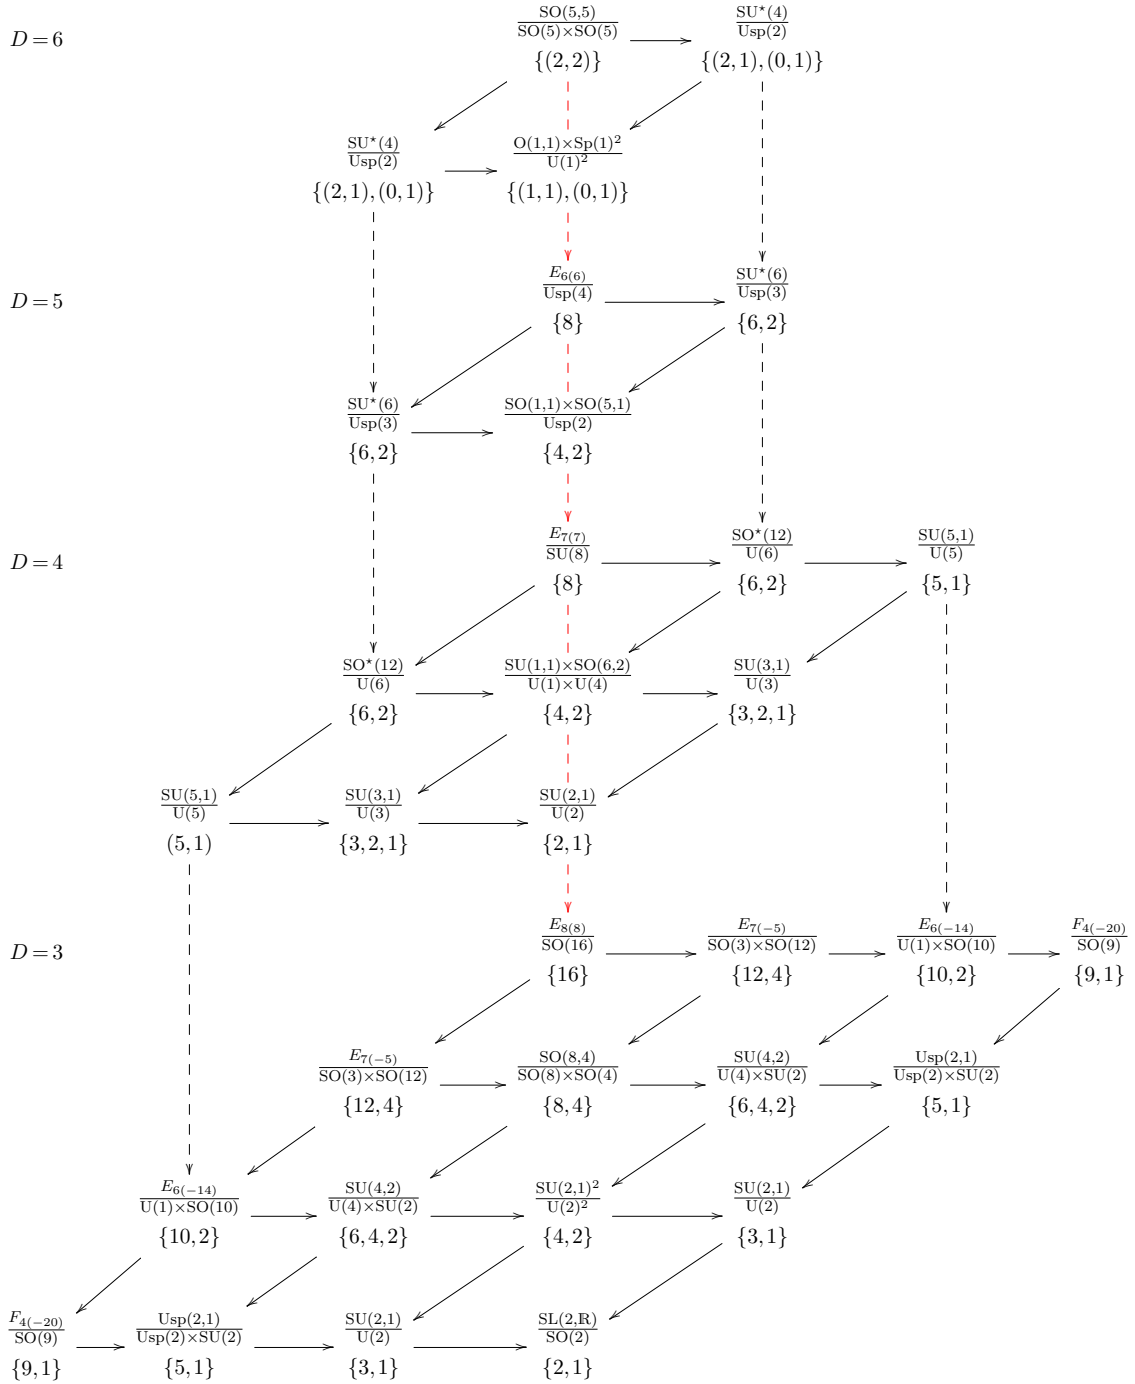 D=6
SO(5,5) / SO(5)×SO(5)   SU⋆(4) / Usp(2)
{(2,2)}   {(2,1),(0,1)}
SU⋆(4) / Usp(2)   O(1,1)×Sp(1)² / U(1)²
{(2,1),(0,1)}   {(1,1),(0,1)}
D=5
E₆₍₆₎ / Usp(4)   SU⋆(6) / Usp(3)
{8}   {6,2}
SU⋆(6) / Usp(3)   SO(1,1)×SO(5,1) / Usp(2)
{6,2}   {4,2}
D=4
E₇₍₇₎ / SU(8)   SO⋆(12) / U(6)   SU(5,1) / U(5)
{8}   {6,2}   {5,1}
SO⋆(12) / U(6)   SU(1,1)×SO(6,2) / U(1)×U(4)   SU(3,1) / U(3)
{6,2}   {4,2}   {3,2,1}
SU(5,1) / U(5)   SU(3,1) / U(3)   SU(2,1) / U(2)
(5,1)   {3,2,1}   {2,1}
D=3
E₈₍₈₎ / SO(16)   E₇₍₋₅₎ / SO(3)×SO(12)   E₆₍₋₁₄₎ / U(1)×SO(10)   F₄₍₋₂₀₎ / SO(9)
{16}   {12,4}   {10,2}   {9,1}
E₇₍₋₅₎ / SO(3)×SO(12)   SO(8,4) / SO(8)×SO(4)   SU(4,2) / U(4)×SU(2)   Usp(2,1) / Usp(2)×SU(2)
{12,4}   {8,4}   {6,4,2}   {5,1}
E₆₍₋₁₄₎ / U(1)×SO(10)   SU(4,2) / U(4)×SU(2)   SU(2,1)² / U(2)²   SU(2,1) / U(2)
{10,2}   {6,4,2}   {4,2}   {3,1}
F₄₍₋₂₀₎ / SO(9)   Usp(2,1) / Usp(2)×SU(2)   SU(2,1) / U(2)   SL(2,ℝ) / SO(2)
{9,1}   {5,1}   {3,1}   {2,1}